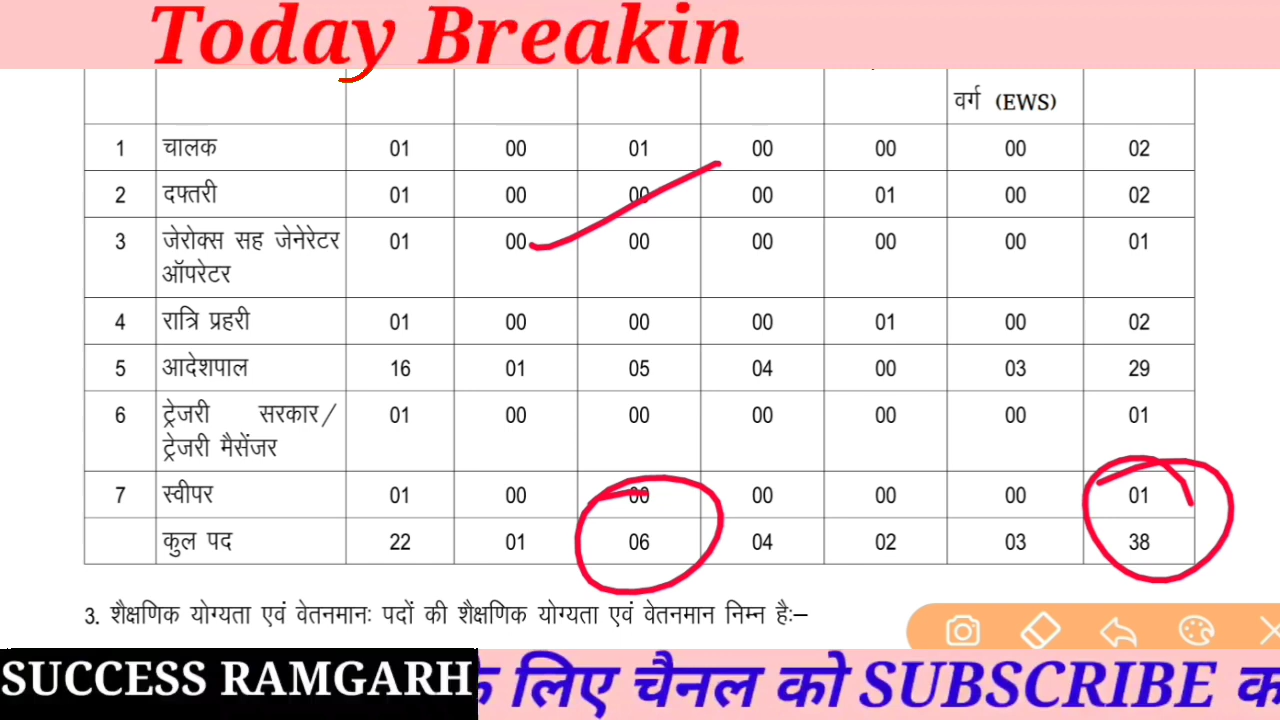 Today Breakin
वर्ग (EWS)
1 चालक 01 00 01 00 00 00 02
2 दफ्तरी 01 00 00 00 01 00 02
3 जेरोक्स सह जेनेरेटर 01 00 00 00 00 00 01
ऑपरेटर
4 रात्रि प्रहरी 01 00 00 00 01 00 02
5 आदेशपाल 16 01 05 04 00 03 29
6 ट्रेजरी सरकार/ 01 00 00 00 00 00 01
ट्रेजरी मैसेंजर
7 स्वीपर 01 00 00 00 00 00 01
कुल पद 22 01 06 04 02 03 38
3. शैक्षणिक योग्यता एवं वेतनमानः पदों की शैक्षणिक योग्यता एवं वेतनमान निम्न हैः–
SUCCESS RAMGARH लिए चैनल को SUBSCRIBE